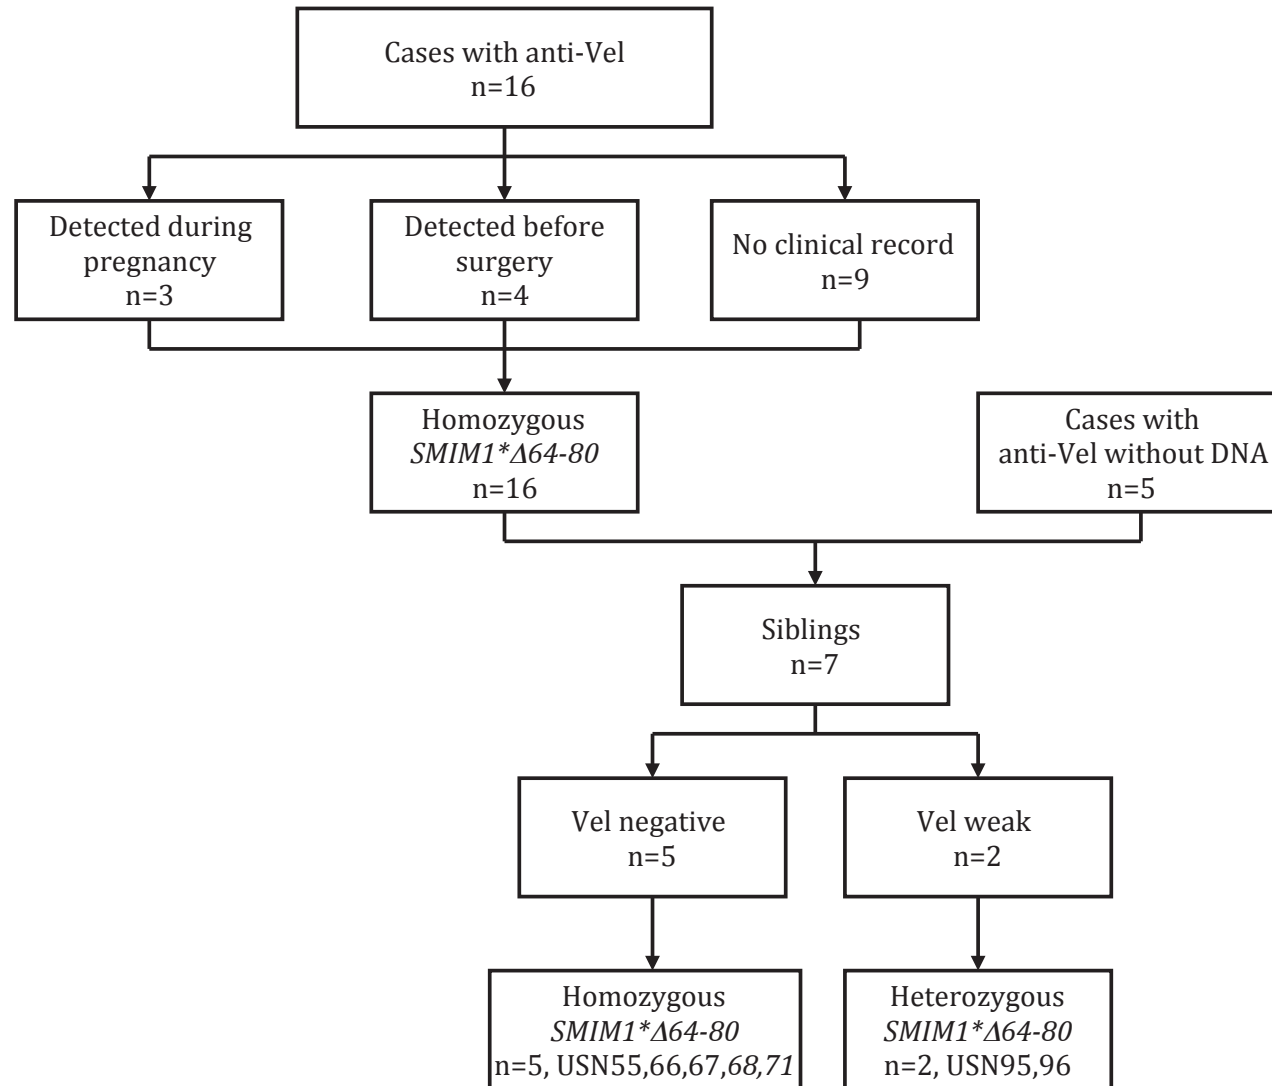 Cases with anti-Vel
n=16
Detected during
pregnancy
n=3
Detected before
surgery
n=4
No clinical record
n=9
Homozygous
SMIM1*Δ64-80
n=16
Cases with
anti-Vel without DNA
n=5
Siblings
n=7
Vel negative
n=5
Vel weak
n=2
Homozygous
SMIM1*Δ64-80
n=5, USN55,66,67,68,71
Heterozygous
SMIM1*Δ64-80
n=2, USN95,96